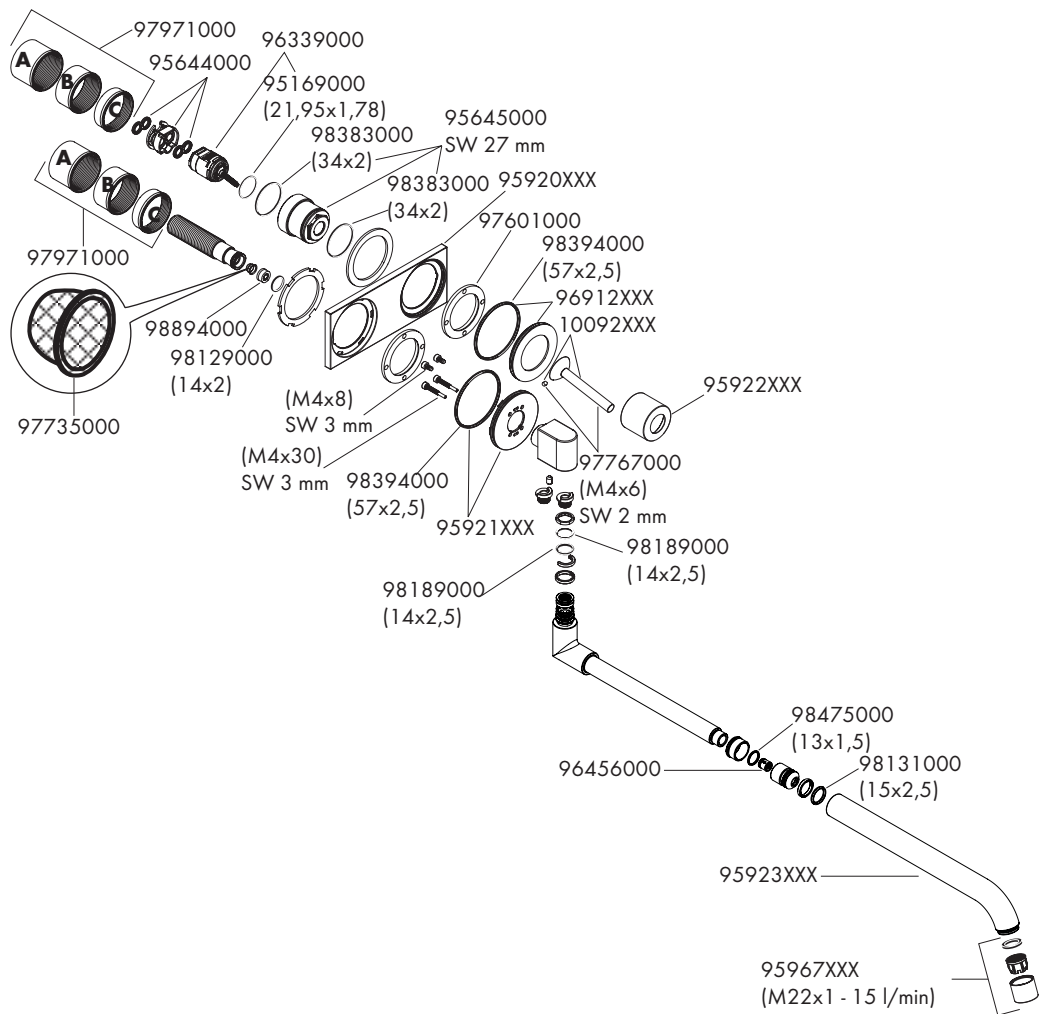 97971000
96339000
95644000
A
B
C
95169000
(21,95x1,78)
95645000
SW 27 mm
98383000
(34x2)
98383000
(34x2)
95920XXX
A
B
C
97601000
98394000
(57x2,5)
97971000
96912XXX
10092XXX
98894000
98129000
(14x2)
95922XXX
(M4x8)
SW 3 mm
97735000
(M4x30)
SW 3 mm
98394000
(57x2,5)
97767000
(M4x6)
SW 2 mm
95921XXX
98189000
(14x2,5)
98189000
(14x2,5)
98475000
(13x1,5)
96456000
98131000
(15x2,5)
95923XXX
95967XXX
(M22x1 - 15 l/min)